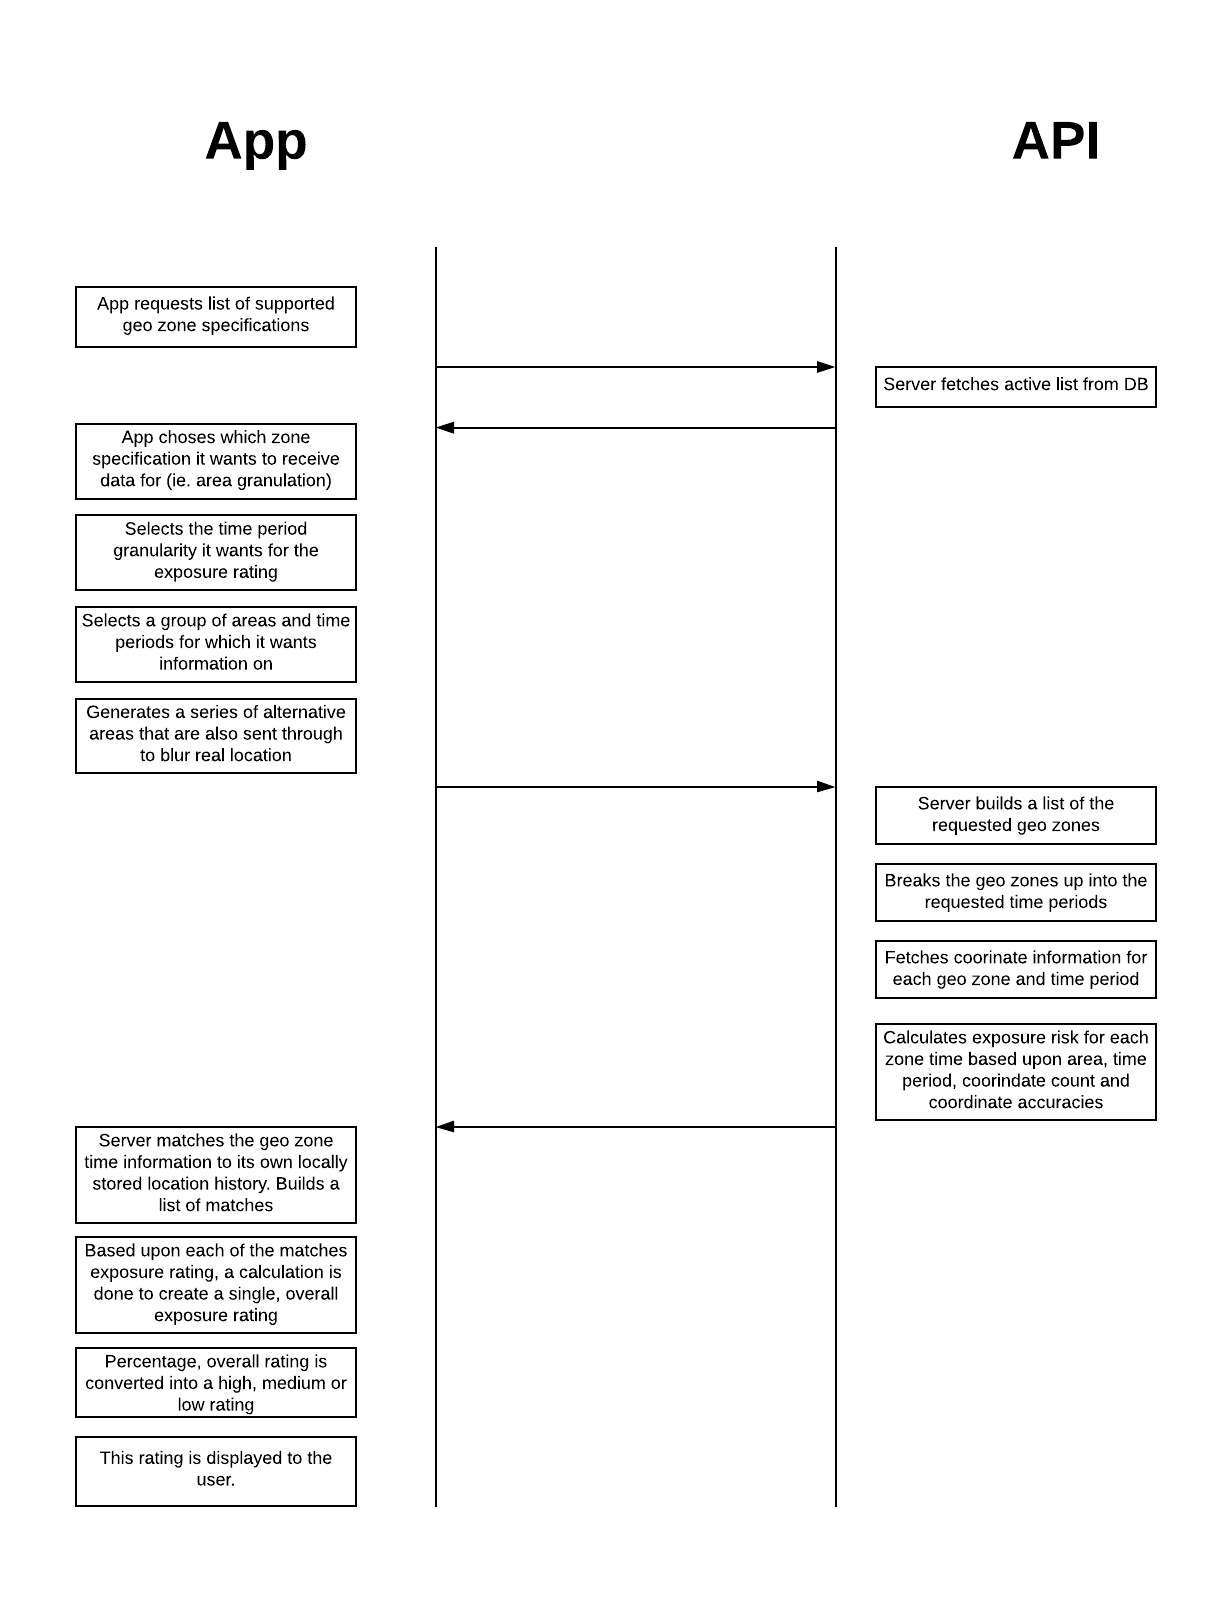 App
API
App requests list of supported
geo zone specifications
Server fetches active list from DB
App choses which zone
specification it wants to receive
data for (ie. area granulation)
Selects the time period
granularity it wants for the
exposure rating
Selects a group of areas and time
periods for which it wants
information on
Generates a series of alternative
areas that are also sent through
to blur real location
Server builds a list of the
requested geo zones
Breaks the geo zones up into the
requested time periods
Fetches coorinate information for
each geo zone and time period
Calculates exposure risk for each
zone time based upon area, time
period, coorindate count and
coordinate accuracies
Server matches the geo zone
time information to its own locally
stored location history. Builds a
list of matches
Based upon each of the matches
exposure rating, a calculation is
done to create a single, overall
exposure rating
Percentage, overall rating is
converted into a high, medium or
low rating
This rating is displayed to the
user.